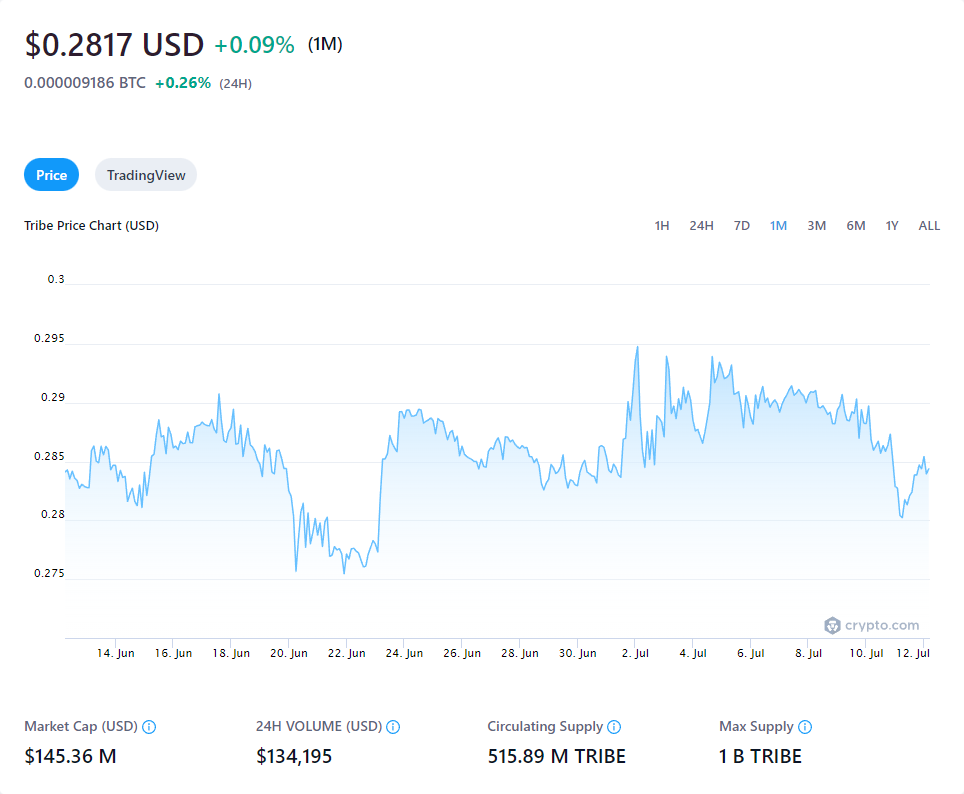 $0.2817 USD +0.09% (1M)
0.000009186 BTC +0.26% (24H)
Price TradingView
Tribe Price Chart (USD) 1H 24H 7D 1M 3M 6M 1Y ALL
0.3
0.295
0.29
0.285
0.28
0.275
crypto.com
14. Jun 16. Jun 18. Jun 20. Jun 22. Jun 24. Jun 26. Jun 28. Jun 30. Jun 2. Jul 4. Jul 6. Jul 8. Jul 10. Jul 12. Jul
Market Cap (USD) 24H VOLUME (USD) Circulating Supply Max Supply
$145.36 M $134,195 515.89 M TRIBE 1 B TRIBE